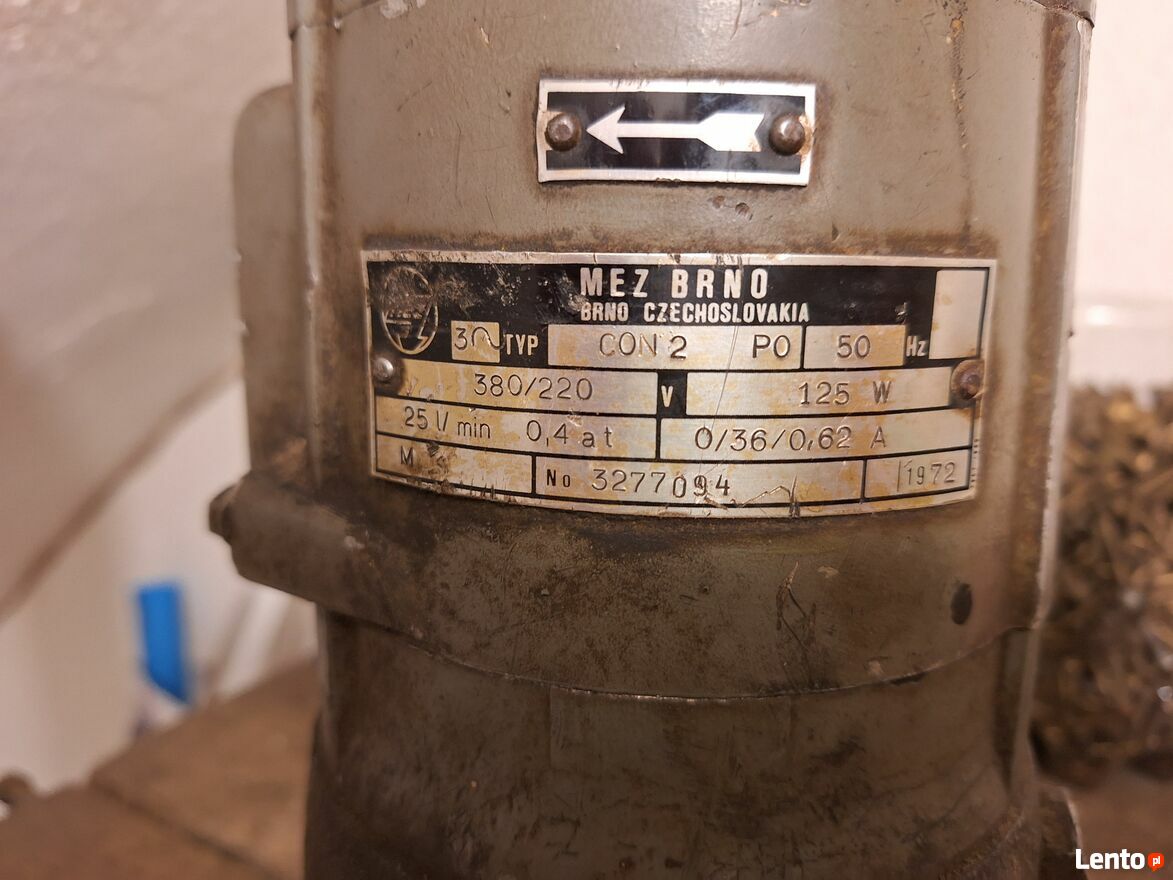 MEZ BRNO
BRNO CZECHOSLOVAKIA
3~ TYP CON 2 PO 50 Hz
380/220 V 125 W
25 l/min 0,4 at 0/36/0,62 A
M No 3277094 1972
Lento.pl